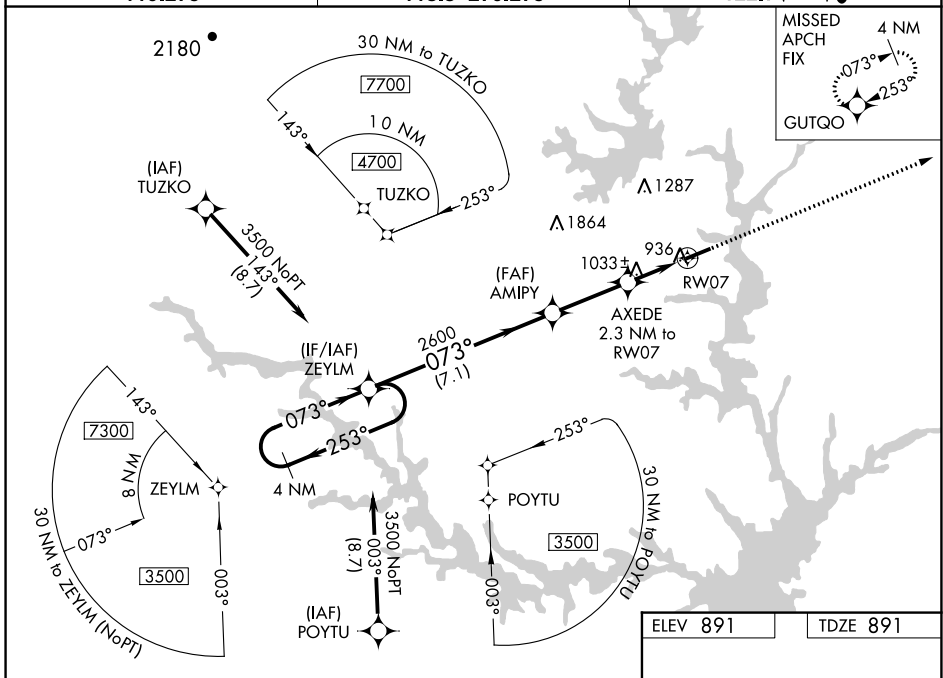 MISSED
APCH
FIX
4 NM
073°
253°
GUTQO
2180
30 NM to TUZKO
7700
10 NM
4700
143°
TUZKO
253°
(IAF)
TUZKO
3500 NoPT
143°
(8.7)
1287
1864
936
1033±
RW07
(FAF)
AMIPY
AXEDE
2.3 NM to
RW07
(IF/IAF)
ZEYLM
2600
073°
(7.1)
073°
253°
4 NM
143°
7300
8 NM
ZEYLM
073°
3500
003°
30 NM to ZEYLM (NoPT)
3500 NoPT
003°
(8.7)
(IAF)
POYTU
253°
POYTU
3500
003°
30 NM to POYTU
ELEV 891
TDZE 891